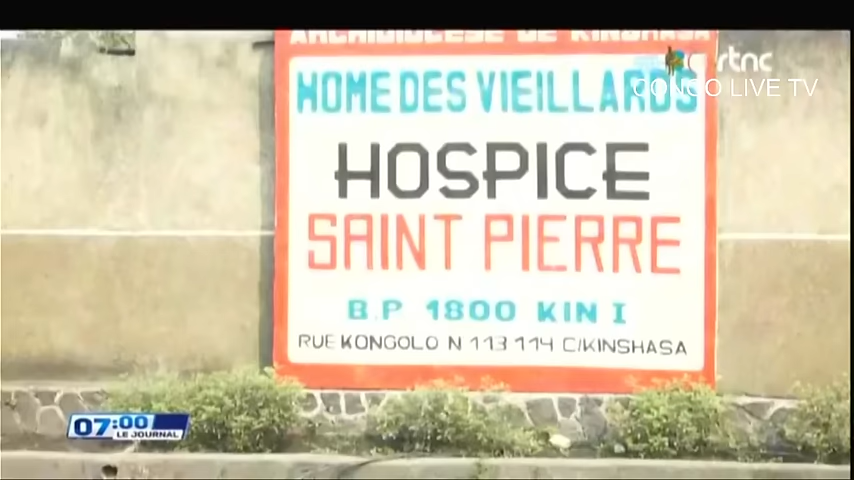 ARCHIDIOCESE DE KINSHASA
rtnc
CONGO LIVE TV
HOME DES VIEILLARDS
HOSPICE
SAINT PIERRE
B.P 1800 KIN I
RUE KONGOLO N 113 114 C/KINSHASA
07:00
LE JOURNAL